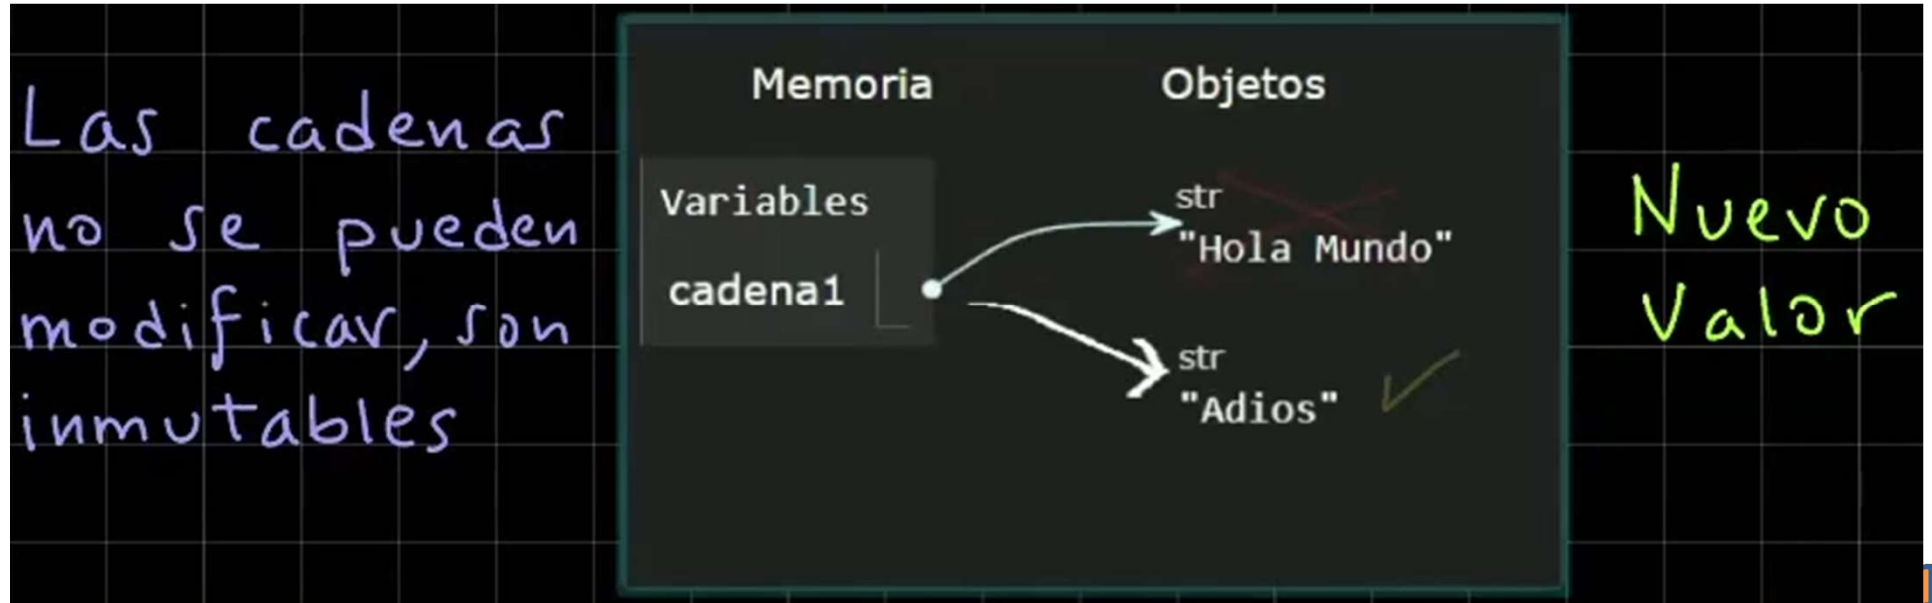 Las cadenas
no se pueden
modificar, son
inmutables
Memoria
Objetos
Variables
cadena1
str
"Hola Mundo"
str
"Adios"
Nuevo
Valor